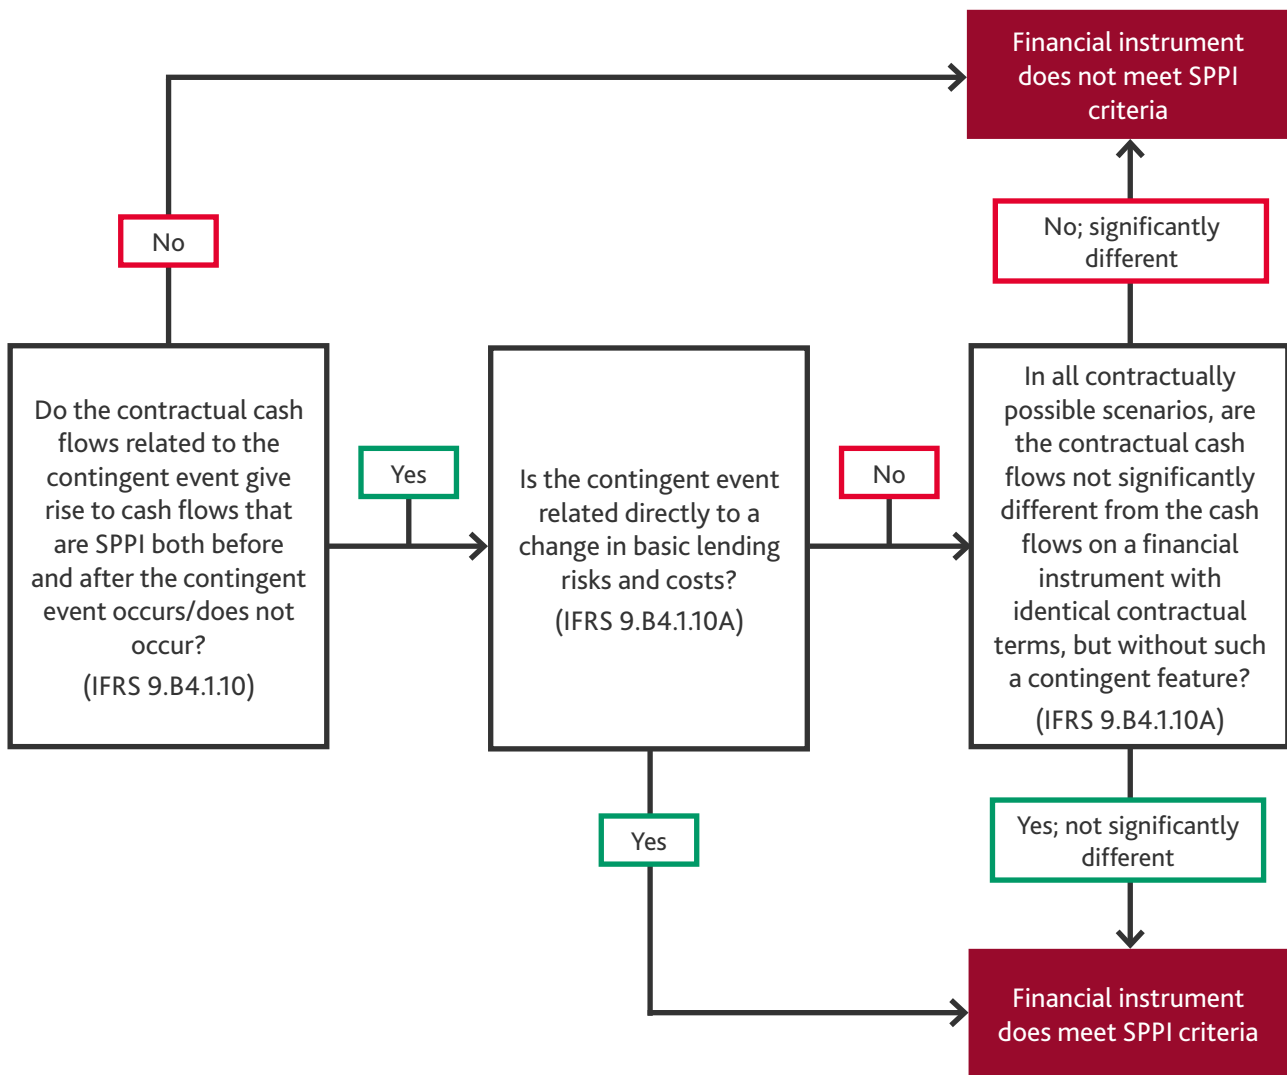 Financial instrument
does not meet SPPI
criteria
No
No; significantly
different
Do the contractual cash
flows related to the
contingent event give
rise to cash flows that
are SPPI both before
and after the contingent
event occurs/does not
occur?
(IFRS 9.B4.1.10)
Yes
Is the contingent event
related directly to a
change in basic lending
risks and costs?
(IFRS 9.B4.1.10A)
No
In all contractually
possible scenarios, are
the contractual cash
flows not significantly
different from the cash
flows on a financial
instrument with
identical contractual
terms, but without such
a contingent feature?
(IFRS 9.B4.1.10A)
Yes
Yes; not significantly
different
Financial instrument
does meet SPPI criteria